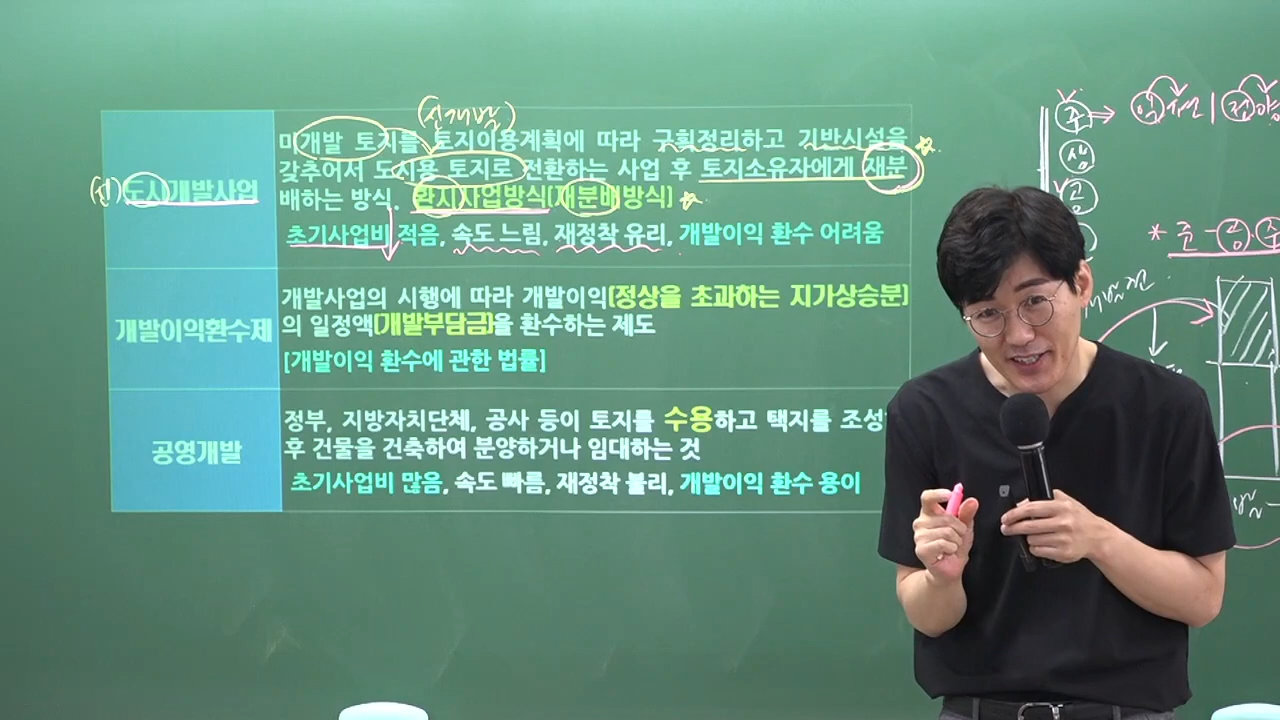 (신개발)
미개발 토지를 토지이용계획에 따라 구획정리하고 기반시설을
갖추어서 도시용 토지로 전환하는 사업 후 토지소유자에게 재분
(신) 도시개발사업
배하는 방식. 환지사업방식[재분배방식]
초기사업비 적음, 속도 느림, 재정착 유리, 개발이익 환수 어려움
개발이익환수제
개발사업의 시행에 따라 개발이익[정상을 초과하는 지가상승분]
의 일정액[개발부담금]을 환수하는 제도
[개발이익 환수에 관한 법률]
공영개발
정부, 지방자치단체, 공사 등이 토지를 수용하고 택지를 조성
후 건물을 건축하여 분양하거나 임대하는 것
초기사업비 많음, 속도 빠름, 재정착 불리, 개발이익 환수 용이
주
상
공